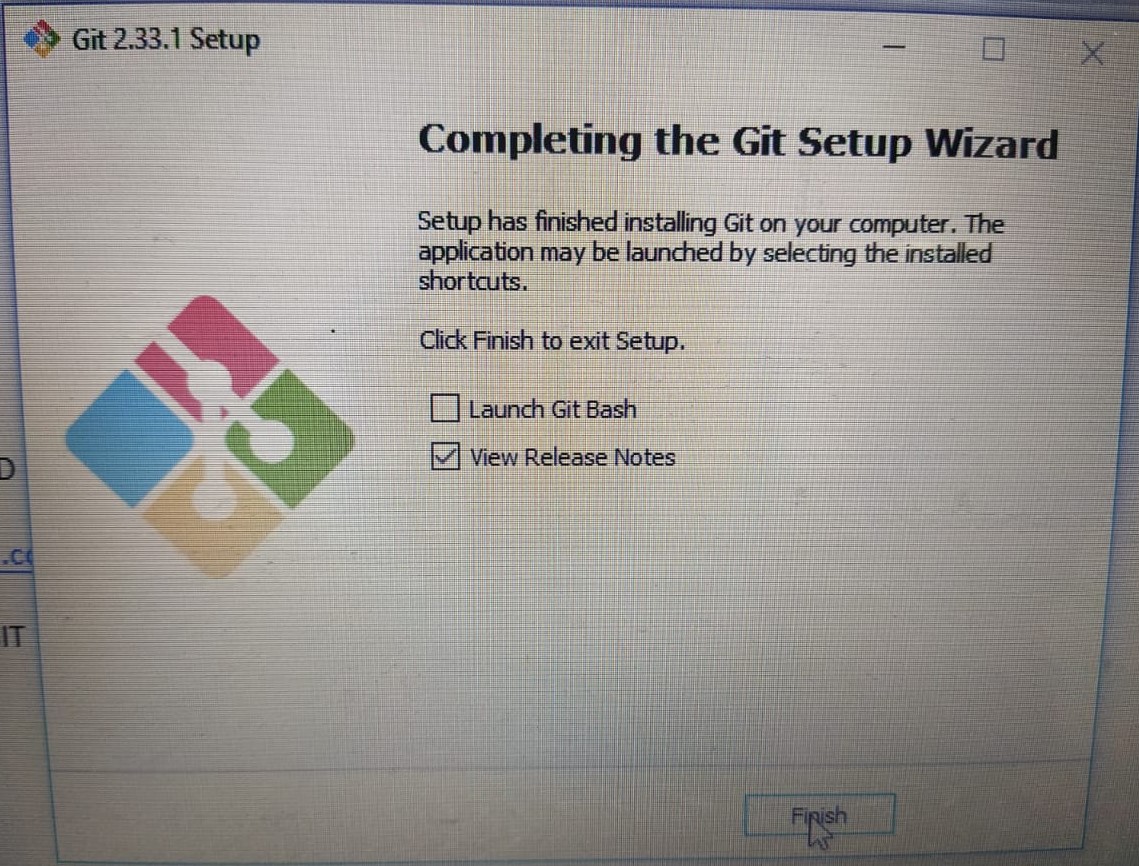 Git 2.33.1 Setup
Completing the Git Setup Wizard
Setup has finished installing Git on your computer. The
application may be launched by selecting the installed
shortcuts.
Click Finish to exit Setup.
Launch Git Bash
View Release Notes
D
.co
IT
Finish